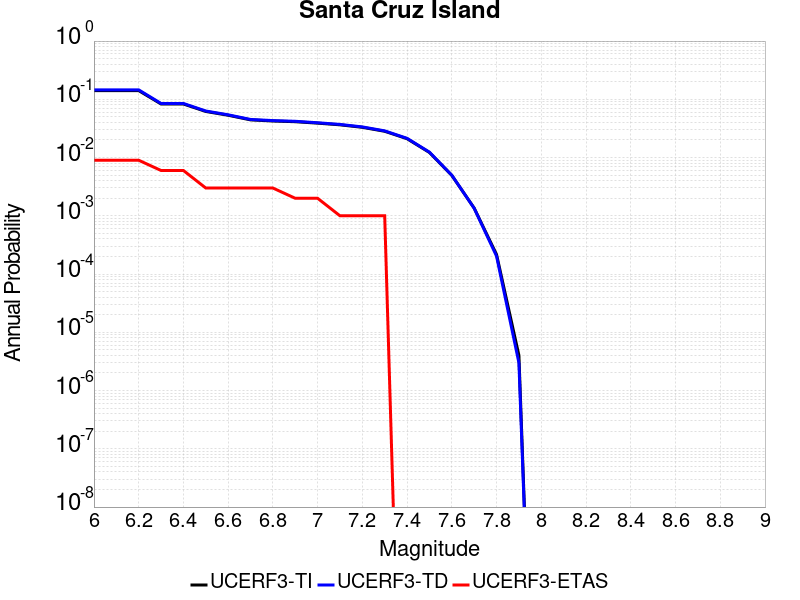 Santa Cruz Island
10^0
10^-1
10^-2
10^-3
10^-4
10^-5
10^-6
10^-7
10^-8
Annual Probability
6 6.2 6.4 6.6 6.8 7 7.2 7.4 7.6 7.8 8 8.2 8.4 8.6 8.8 9
Magnitude
UCERF3-TI UCERF3-TD UCERF3-ETAS